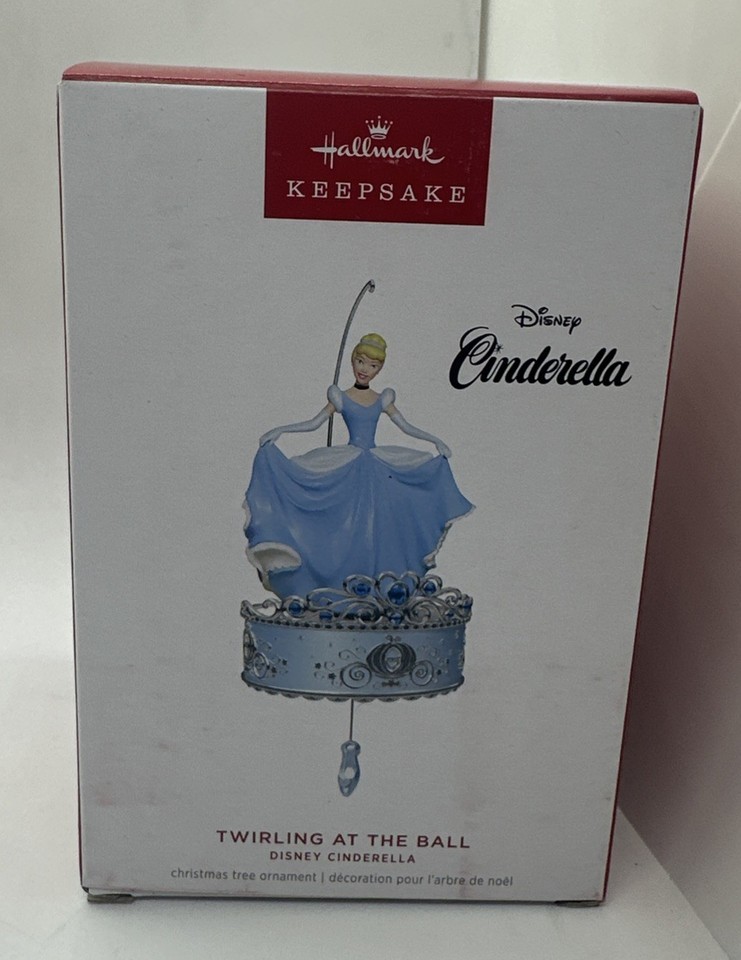 Hallmark
KEEPSAKE
Disney
Cinderella
TWIRLING AT THE BALL
DISNEY CINDERELLA
christmas tree ornament | décoration pour l'arbre de noël